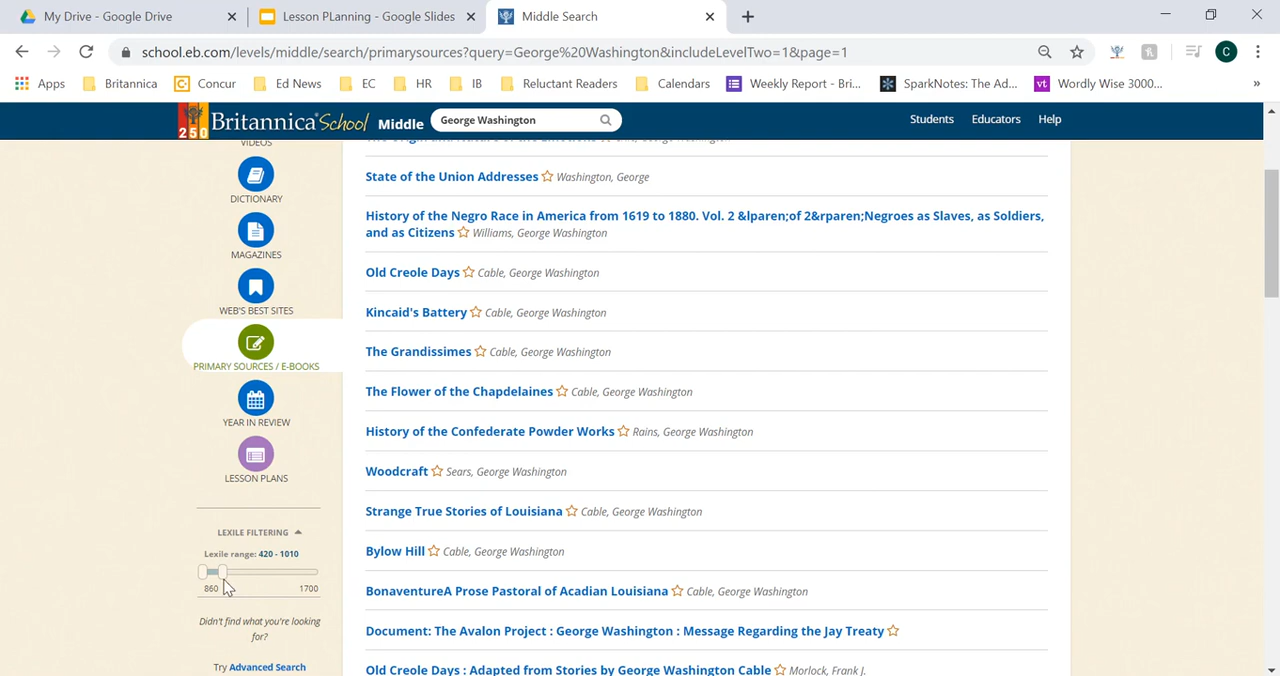 My Drive - Google Drive
Lesson PLanning - Google Slides
Middle Search
school.eb.com/levels/middle/search/primarysources?query=George%20Washington&includeLevelTwo=1&page=1
C
Apps
Britannica
Concur
Ed News
EC
HR
IB
Reluctant Readers
Calendars
Weekly Report - Bri...
SparkNotes: The Ad...
vt
Wordly Wise 3000...
»
250
Britannica School Middle
George Washington
Students
Educators
Help
VIDEOS
DICTIONARY
MAGAZINES
WEB'S BEST SITES
PRIMARY SOURCES / E-BOOKS
YEAR IN REVIEW
LESSON PLANS
LEXILE FILTERING
Lexile range: 420 - 1010
860 1700
Didn't find what you're looking
for?
Try Advanced Search
State of the Union Addresses Washington, George
History of the Negro Race in America from 1619 to 1880. Vol. 2 &lparen;of 2&rparen;Negroes as Slaves, as Soldiers,
and as Citizens Williams, George Washington
Old Creole Days Cable, George Washington
Kincaid's Battery Cable, George Washington
The Grandissimes Cable, George Washington
The Flower of the Chapdelaines Cable, George Washington
History of the Confederate Powder Works Rains, George Washington
Woodcraft Sears, George Washington
Strange True Stories of Louisiana Cable, George Washington
Bylow Hill Cable, George Washington
BonaventureA Prose Pastoral of Acadian Louisiana Cable, George Washington
Document: The Avalon Project : George Washington : Message Regarding the Jay Treaty
Old Creole Days : Adapted from Stories by George Washington Cable Morlock, Frank J.